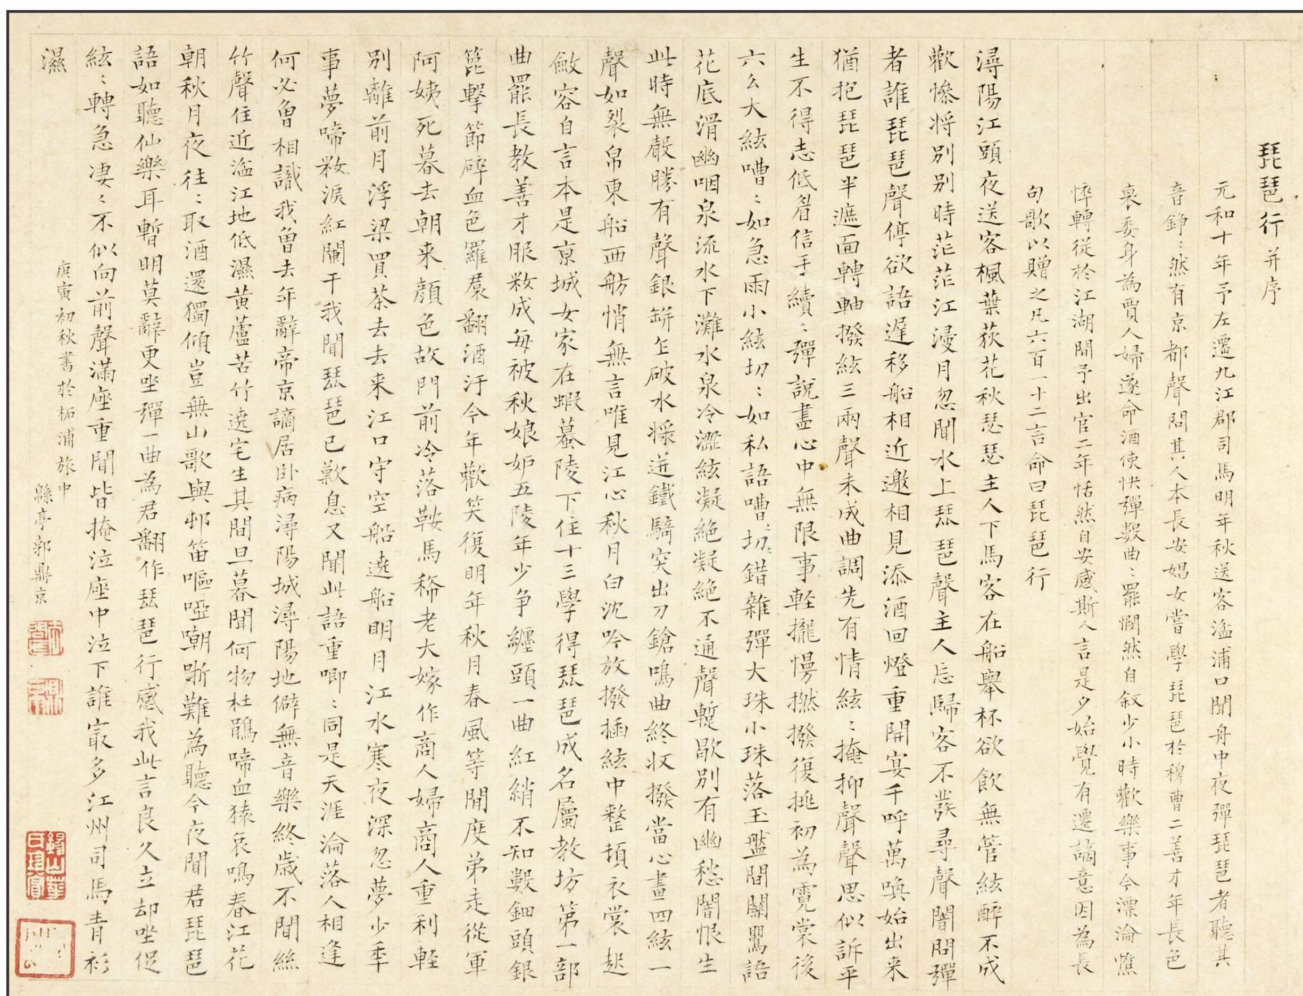 琵琶行并序
元和十年予左遷九江郡司馬明年秋送客湓浦口聞舟中夜彈琵琶者聽其
音錚〻然有京都聲問其人本長安娼女嘗學琵琶於穆曹二善才年長色
衰委身為賈人婦遂命酒使快彈數曲〻罷憫然自叙少小時歡樂事今漂淪憔
悴轉從於江湖間予出官二年恬然自安感斯人言是夕始覺有遷謫意因為長
句歌以贈之凡六百一十二言命曰琵琶行
潯陽江頭夜送客楓葉荻花秋瑟瑟主人下馬客在船舉杯欲飲無管絃醉不成
歡慘将別別時茫茫江漫月忽聞水上琵琶聲主人忘歸客不發尋聲闇問彈
者誰琵琶聲停欲語遲移船相近邀相見添酒回燈重開宴千呼萬喚始出来
猶抱琵琶半遮面轉軸撥絃三兩聲未成曲調先有情絃〻掩抑聲聲思似訴平
生不得志低眉信手續〻彈說盡心中無限事輕攏慢撚撥復挑初為霓裳後
六么大絃嘈〻如急雨小絃切〻如私語嘈〻切〻錯雜彈大珠小珠落玉盤間關鶯語
花底滑幽咽泉流水下灘水泉冷澀絃凝絶凝絶不通聲暫歇別有幽愁闇恨生
此時無聲勝有聲銀缾乍破水漿迸鐵騎突出刀鎗鳴曲終収撥當心畫四絃一
聲如裂帛東船西舫悄無言唯見江心秋月白沈吟放撥插絃中整頓衣裳起
斂容自言本是京城女家在蝦蟇陵下住十三學得琵琶成名屬教坊第一部
曲罷長教善才服妝成毎被秋娘妒五陵年少争纏頭一曲紅綃不知數鈿頭銀
篦擊節碎血色羅裙翻酒汙今年歡笑復明年秋月春風等閒度弟走從軍
阿姨死暮去朝来顏色故門前冷落鞍馬稀老大嫁作商人婦商人重利輕
別離前月浮梁買茶去去来江口守空船遶船明月江水寒夜深忽夢少年
事夢啼妝淚紅闌干我聞琵琶已歎息又聞此語重唧〻同是天涯淪落人相逢
何必曾相識我曾去年辭帝京謫居卧病潯陽城潯陽地僻無音樂終歲不聞絲
竹聲住近湓江地低濕黃蘆苦竹遶宅生其間旦暮聞何物杜鵑啼血猿哀鳴春江花
朝秋月夜往〻取酒還獨傾豈無山歌與邨笛嘔啞嘲哳難為聽今夜聞君琵琶
語如聽仙樂耳暫明莫辭更坐彈一曲為君翻作琵琶行感我此言良久立却坐促
絃〻轉急凄〻不似向前聲滿座重聞皆掩泣座中泣下誰㝡多江州司馬青衫
濕
庚寅初秋書於柘浦旅中
縣亭郭鼎京